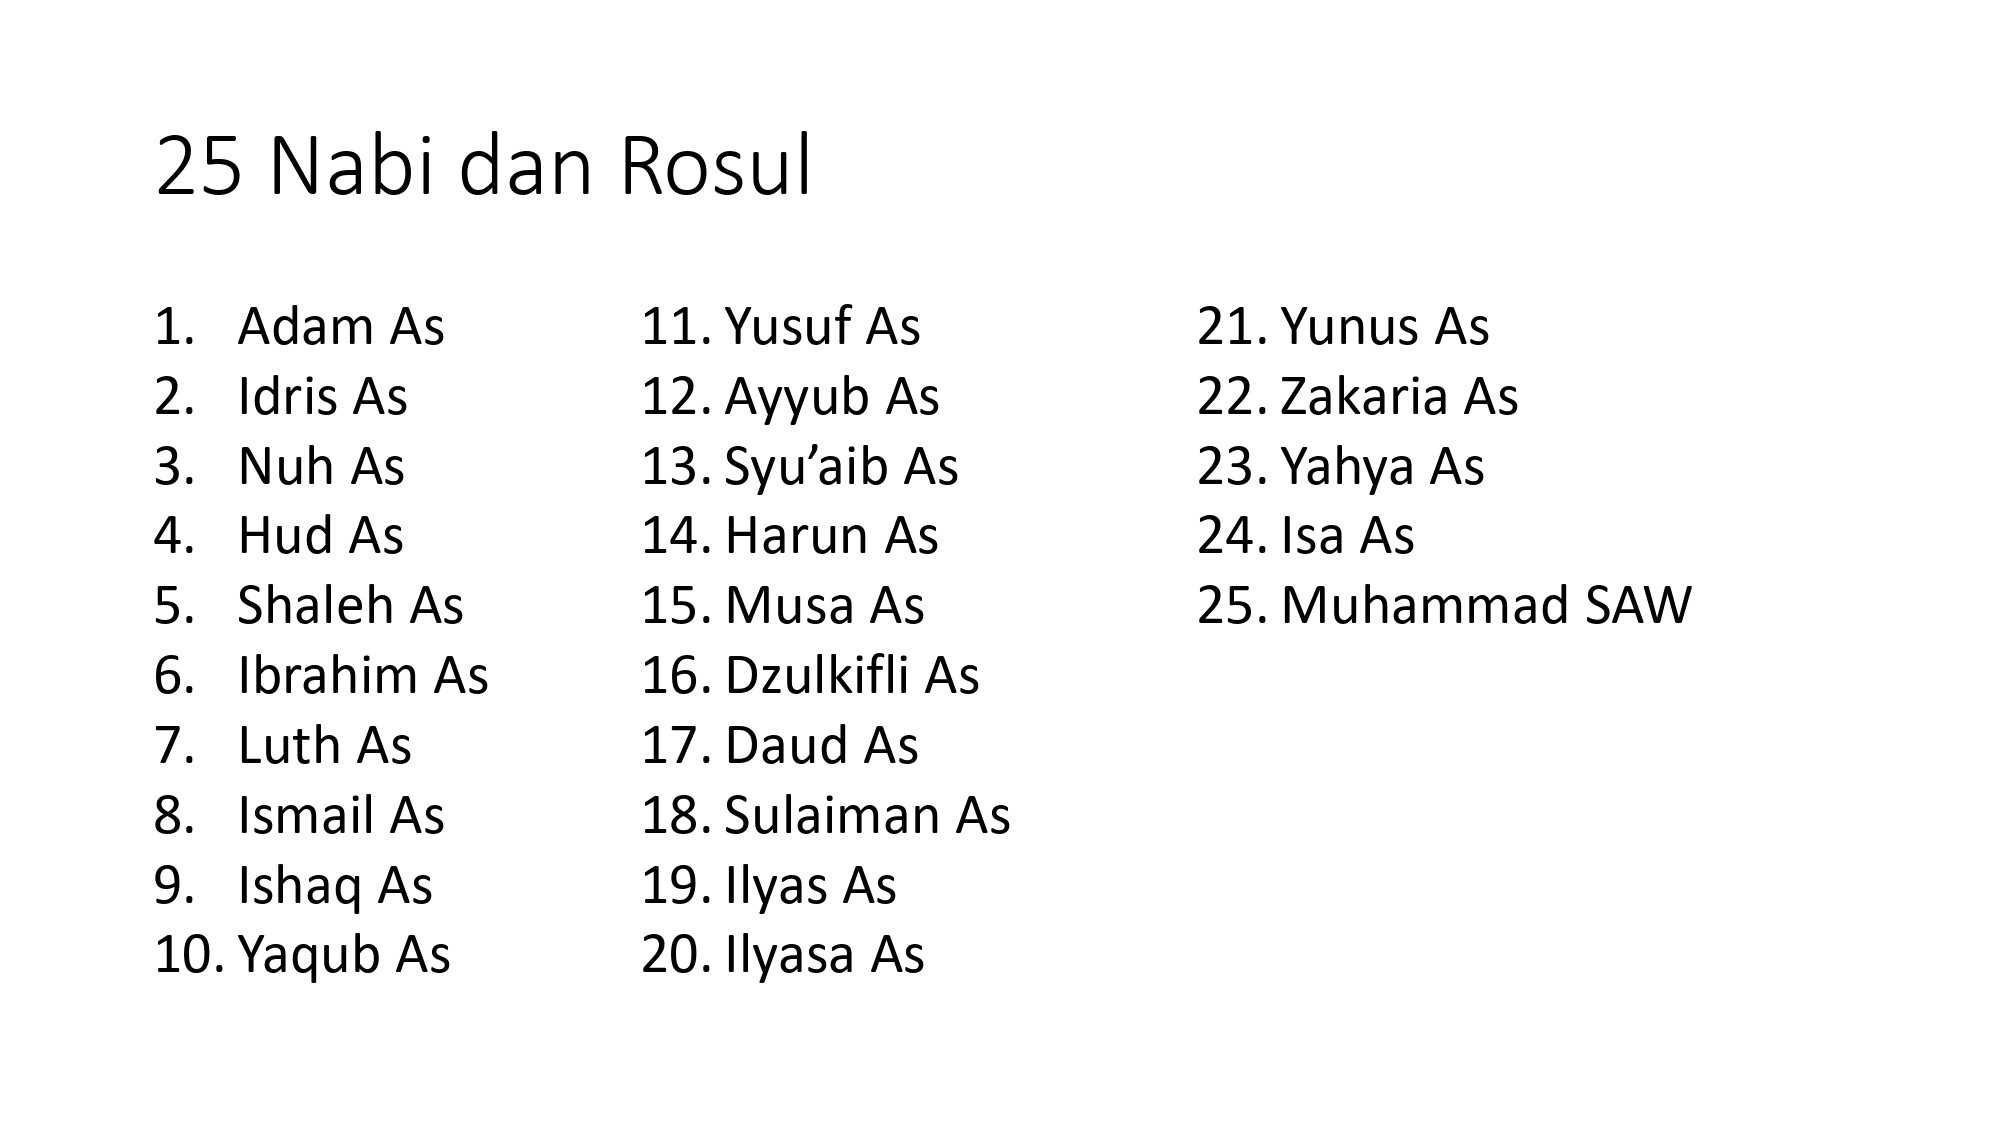 25 Nabi dan Rosul
1. Adam As
2. Idris As
3. Nuh As
4. Hud As
5. Shaleh As
6. Ibrahim As
7. Luth As
8. Ismail As
9. Ishaq As
10. Yaqub As
11. Yusuf As
12. Ayyub As
13. Syu’aib As
14. Harun As
15. Musa As
16. Dzulkifli As
17. Daud As
18. Sulaiman As
19. Ilyas As
20. Ilyasa As
21. Yunus As
22. Zakaria As
23. Yahya As
24. Isa As
25. Muhammad SAW